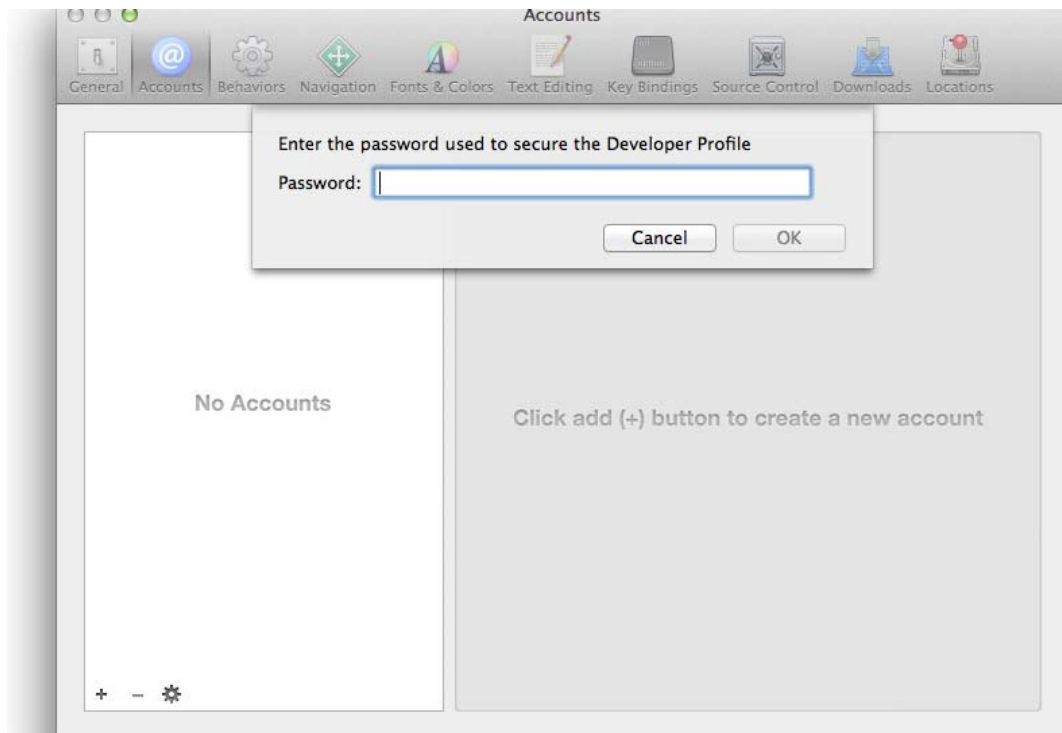 Accounts
General Accounts Behaviors Navigation Fonts & Colors Text Editing Key Bindings Source Control Downloads Locations
Enter the password used to secure the Developer Profile
Password:
Cancel OK
No Accounts
Click add (+) button to create a new account
+ −